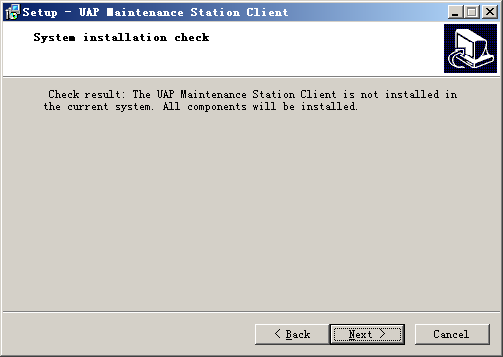 Setup - UAP Maintenance Station Client
System installation check
Check result: The UAP Maintenance Station Client is not installed in
the current system. All components will be installed.
< Back
Next >
Cancel